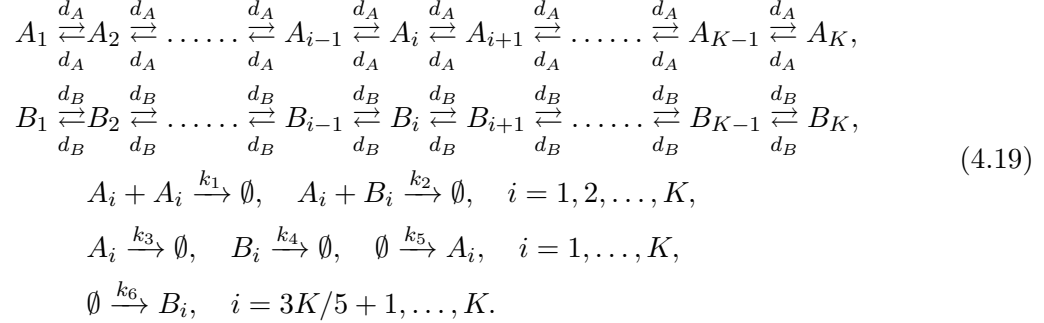 $A_1 \underset{d_A}{\overset{d_A}{\rightleftarrows}} A_2 \underset{d_A}{\overset{d_A}{\rightleftarrows}} \ldots\ldots \underset{d_A}{\overset{d_A}{\rightleftarrows}} A_{i-1} \underset{d_A}{\overset{d_A}{\rightleftarrows}} A_i \underset{d_A}{\overset{d_A}{\rightleftarrows}} A_{i+1} \underset{d_A}{\overset{d_A}{\rightleftarrows}} \ldots\ldots \underset{d_A}{\overset{d_A}{\rightleftarrows}} A_{K-1} \underset{d_A}{\overset{d_A}{\rightleftarrows}} A_K,$
$B_1 \underset{d_B}{\overset{d_B}{\rightleftarrows}} B_2 \underset{d_B}{\overset{d_B}{\rightleftarrows}} \ldots\ldots \underset{d_B}{\overset{d_B}{\rightleftarrows}} B_{i-1} \underset{d_B}{\overset{d_B}{\rightleftarrows}} B_i \underset{d_B}{\overset{d_B}{\rightleftarrows}} B_{i+1} \underset{d_B}{\overset{d_B}{\rightleftarrows}} \ldots\ldots \underset{d_B}{\overset{d_B}{\rightleftarrows}} B_{K-1} \underset{d_B}{\overset{d_B}{\rightleftarrows}} B_K,$
(4.19)
$A_i + A_i \xrightarrow{k_1} \emptyset, \quad A_i + B_i \xrightarrow{k_2} \emptyset, \quad i = 1, 2, \ldots, K,$
$A_i \xrightarrow{k_3} \emptyset, \quad B_i \xrightarrow{k_4} \emptyset, \quad \emptyset \xrightarrow{k_5} A_i, \quad i = 1, \ldots, K,$
$\emptyset \xrightarrow{k_6} B_i, \quad i = 3K/5 + 1, \ldots, K.$